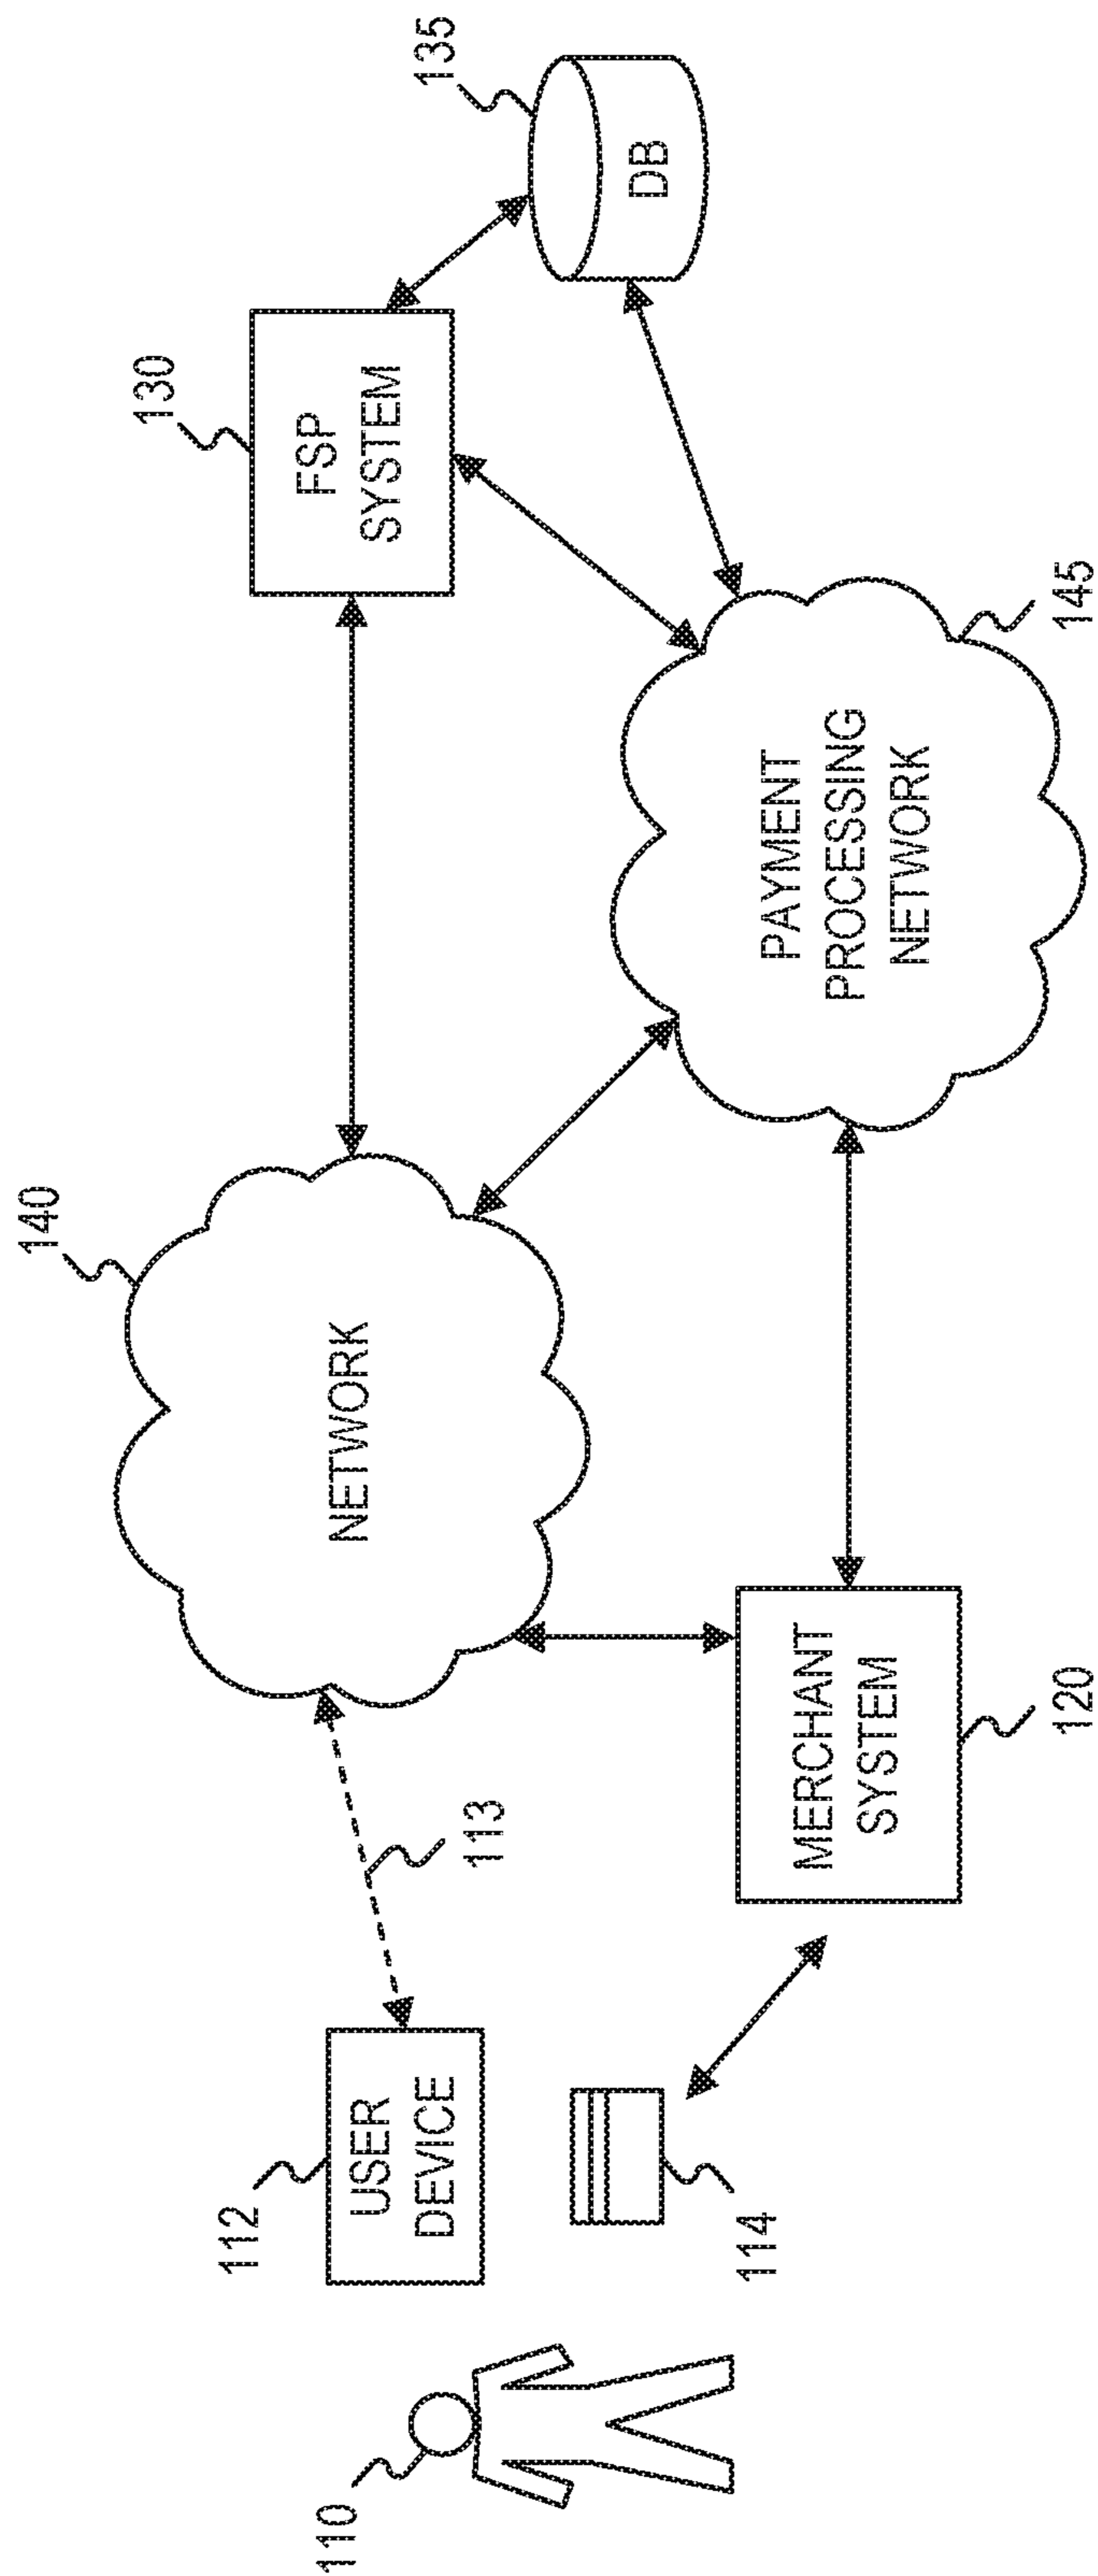 110
112
USER
DEVICE
113
114
140
NETWORK
MERCHANT
SYSTEM
120
130
FSP
SYSTEM
135
DB
PAYMENT
PROCESSING
NETWORK
145